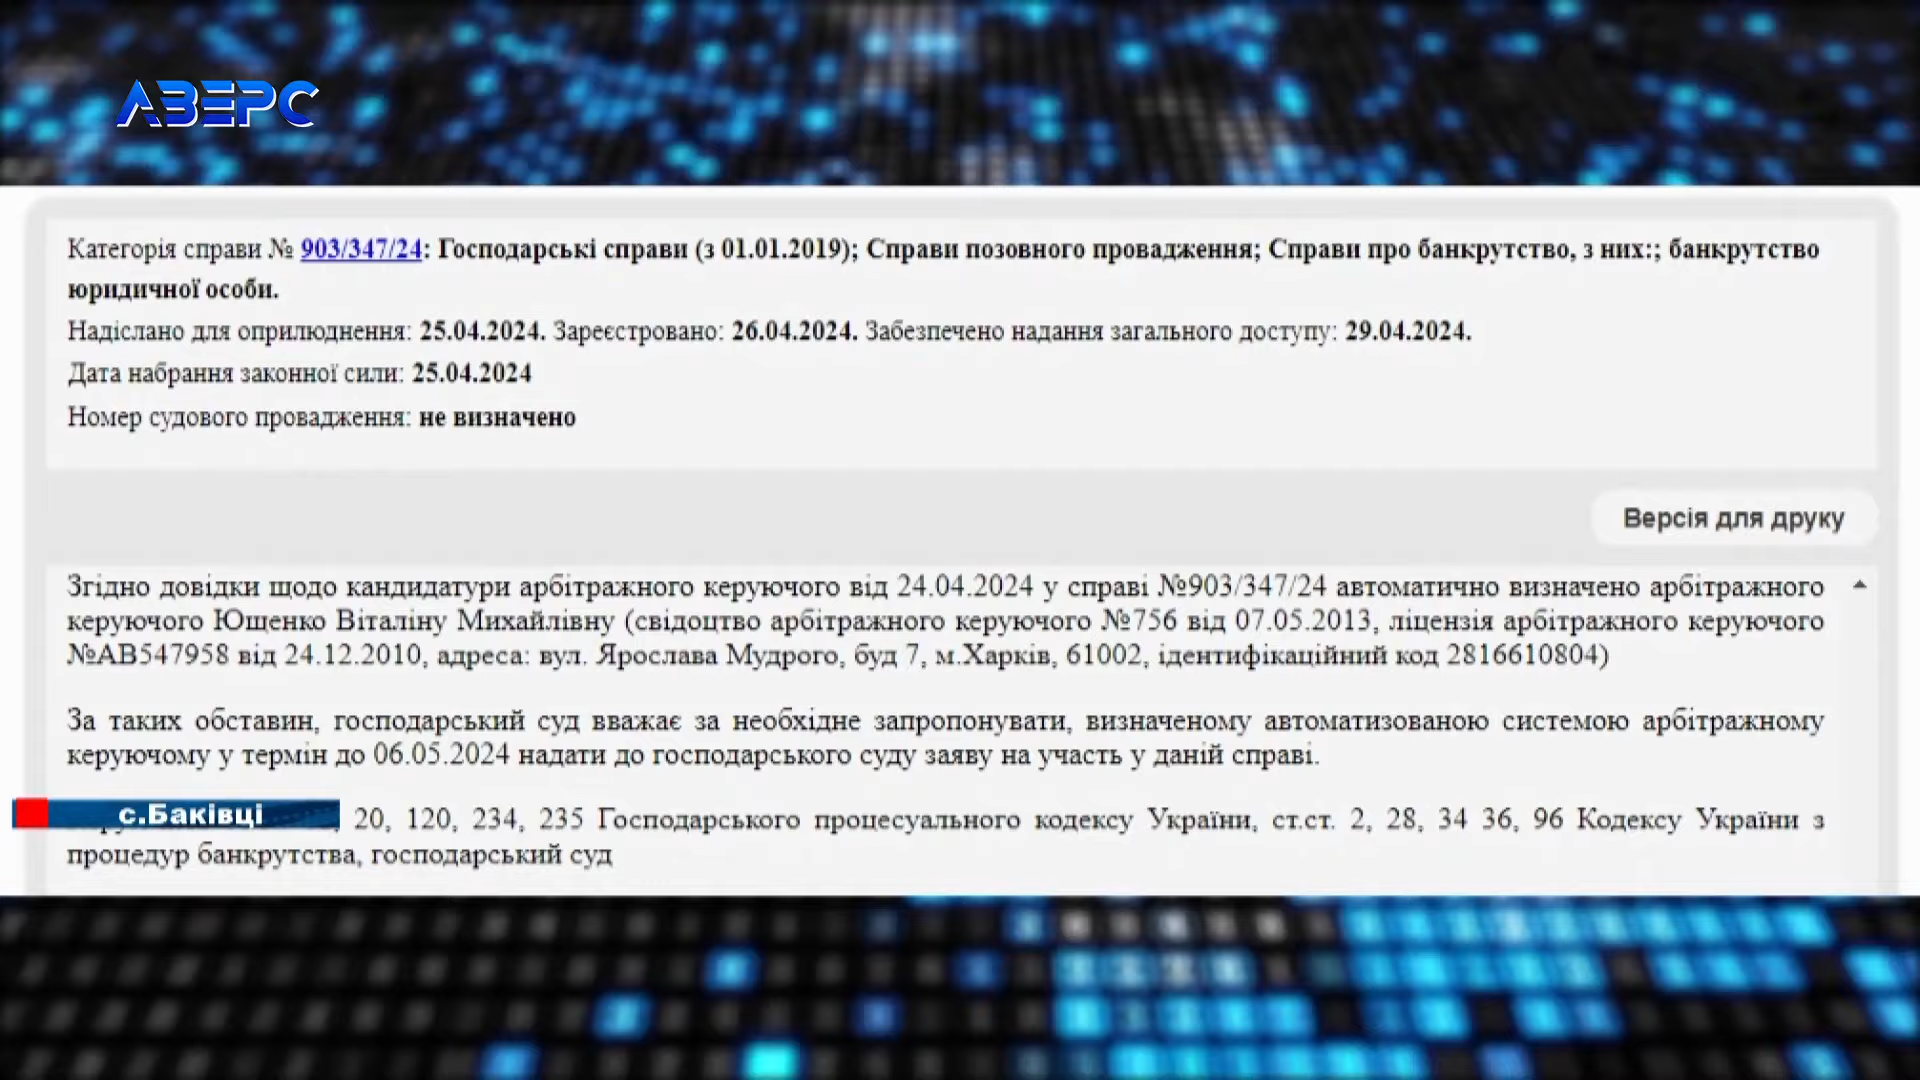 АВЕРС
Категорія справи № 903/347/24: Господарські справи (з 01.01.2019); Справи позовного провадження; Справи про банкрутство, з них:; банкрутство
юридичної особи.
Надіслано для оприлюднення: 25.04.2024. Зареєстровано: 26.04.2024. Забезпечено надання загального доступу: 29.04.2024.
Дата набрання законної сили: 25.04.2024
Номер судового провадження: не визначено
Версія для друку
Згідно довідки щодо кандидатури арбітражного керуючого від 24.04.2024 у справі №903/347/24 автоматично визначено арбітражного
керуючого Ющенко Віталіну Михайлівну (свідоцтво арбітражного керуючого №756 від 07.05.2013, ліцензія арбітражного керуючого
№АВ547958 від 24.12.2010, адреса: вул. Ярослава Мудрого, буд 7, м.Харків, 61002, ідентифікаційний код 2816610804)
За таких обставин, господарський суд вважає за необхідне запропонувати, визначеному автоматизованою системою арбітражному
керуючому у термін до 06.05.2024 надати до господарського суду заяву на участь у даній справі.
с.Баківці
20, 120, 234, 235 Господарського процесуального кодексу України, ст.ст. 2, 28, 34 36, 96 Кодексу України з
процедур банкрутства, господарський суд